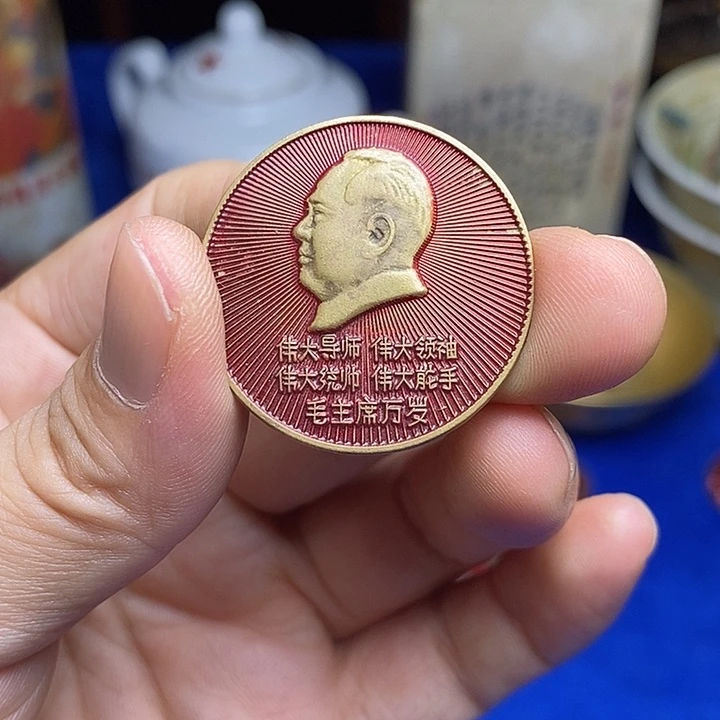 伟大导师 伟大领袖
伟大统帅 伟大舵手
毛主席万岁